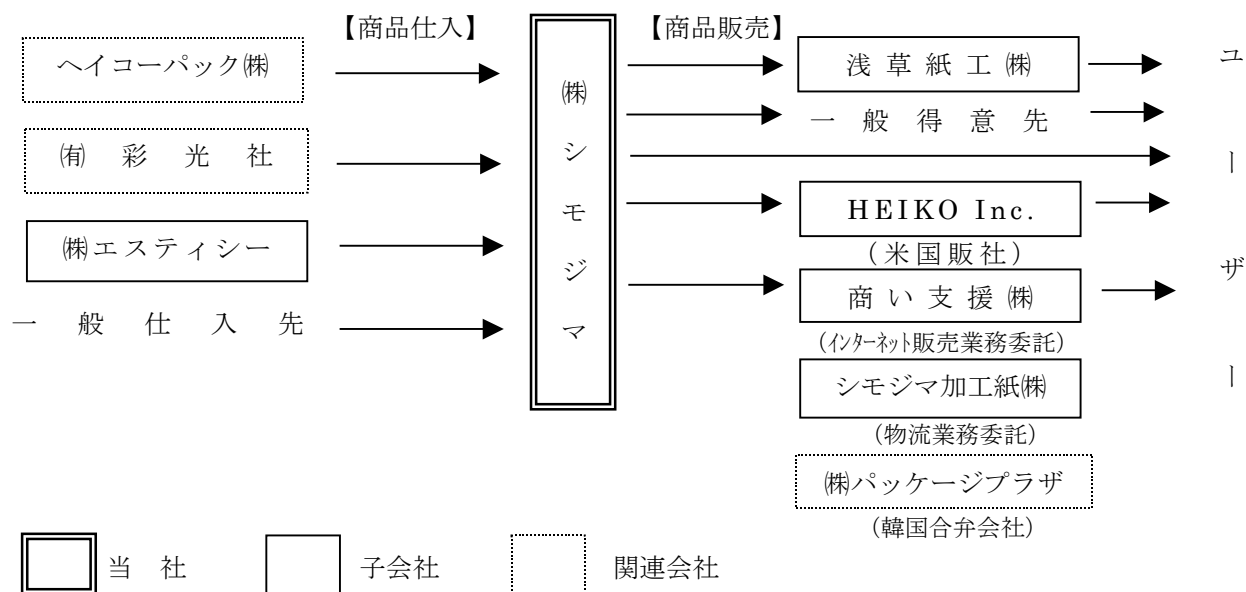 【商品仕入】
【商品販売】
ヘイコーパック㈱
㈲ 彩 光 社
㈱エスティシー
一 般 仕 入 先
㈱シモジマ
浅 草 紙 工 ㈱
一 般 得 意 先
HEIKO Inc.
(米国販社)
商 い 支 援 ㈱
(インターネット販売業務委託)
シモジマ加工紙㈱
(物流業務委託)
㈱パッケージプラザ
(韓国合弁会社)
ユーザー
当 社
子会社
関連会社